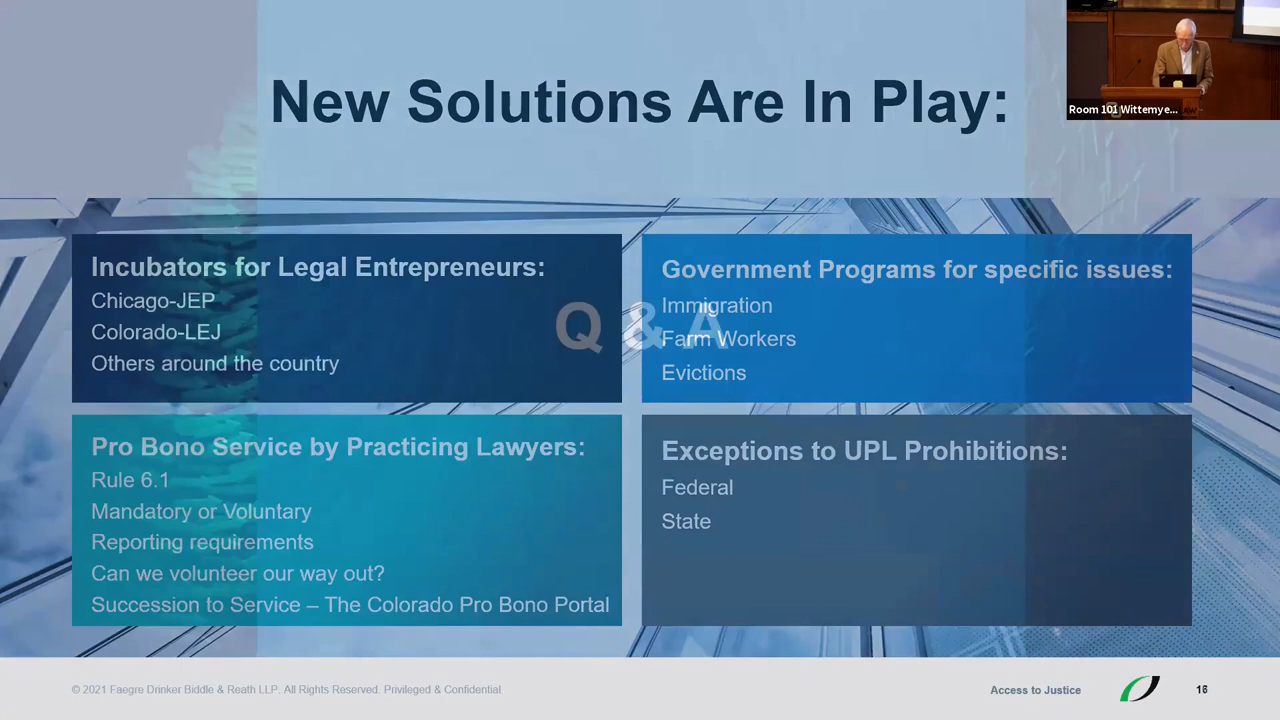 New Solutions Are In Play:
Room 101 Wittemye...
Incubators for Legal Entrepreneurs:
Chicago-JEP
Colorado-LEJ
Others around the country
Government Programs for specific issues:
Immigration
Farm Workers
Evictions
Q & A
Pro Bono Service by Practicing Lawyers:
Rule 6.1
Mandatory or Voluntary
Reporting requirements
Can we volunteer our way out?
Succession to Service – The Colorado Pro Bono Portal
Exceptions to UPL Prohibitions:
Federal
State
© 2021 Faegre Drinker Biddle & Reath LLP. All Rights Reserved. Privileged & Confidential
Access to Justice